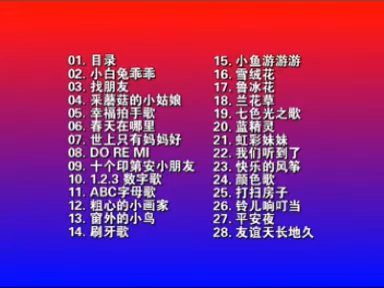 01. 目录
02. 小白兔乖乖
03. 找朋友
04. 采蘑菇的小姑娘
05. 幸福拍手歌
06. 春天在哪里
07. 世上只有妈妈好
08. DO RE MI
09. 十个印第安小朋友
10. 1.2.3 数字歌
11. ABC字母歌
12. 粗心的小画家
13. 窗外的小鸟
14. 刷牙歌
15. 小鱼游游游
16. 雪绒花
17. 鲁冰花
18. 兰花草
19. 七色光之歌
20. 蓝精灵
21. 虹彩妹妹
22. 我们听到了
23. 快乐的风筝
24. 颜色歌
25. 打扫房子
26. 铃儿响叮当
27. 平安夜
28. 友谊天长地久